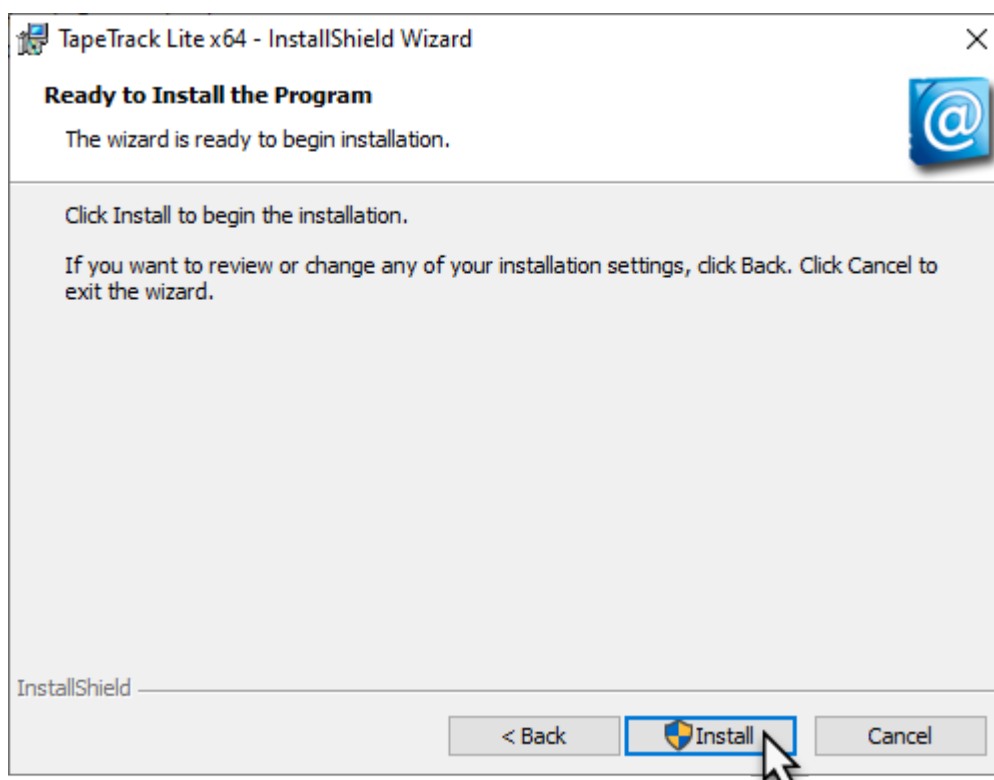 TapeTrack Lite x64 - InstallShield Wizard
Ready to Install the Program
The wizard is ready to begin installation.
@
Click Install to begin the installation.
If you want to review or change any of your installation settings, click Back. Click Cancel to
exit the wizard.
InstallShield
< Back
Install
Cancel